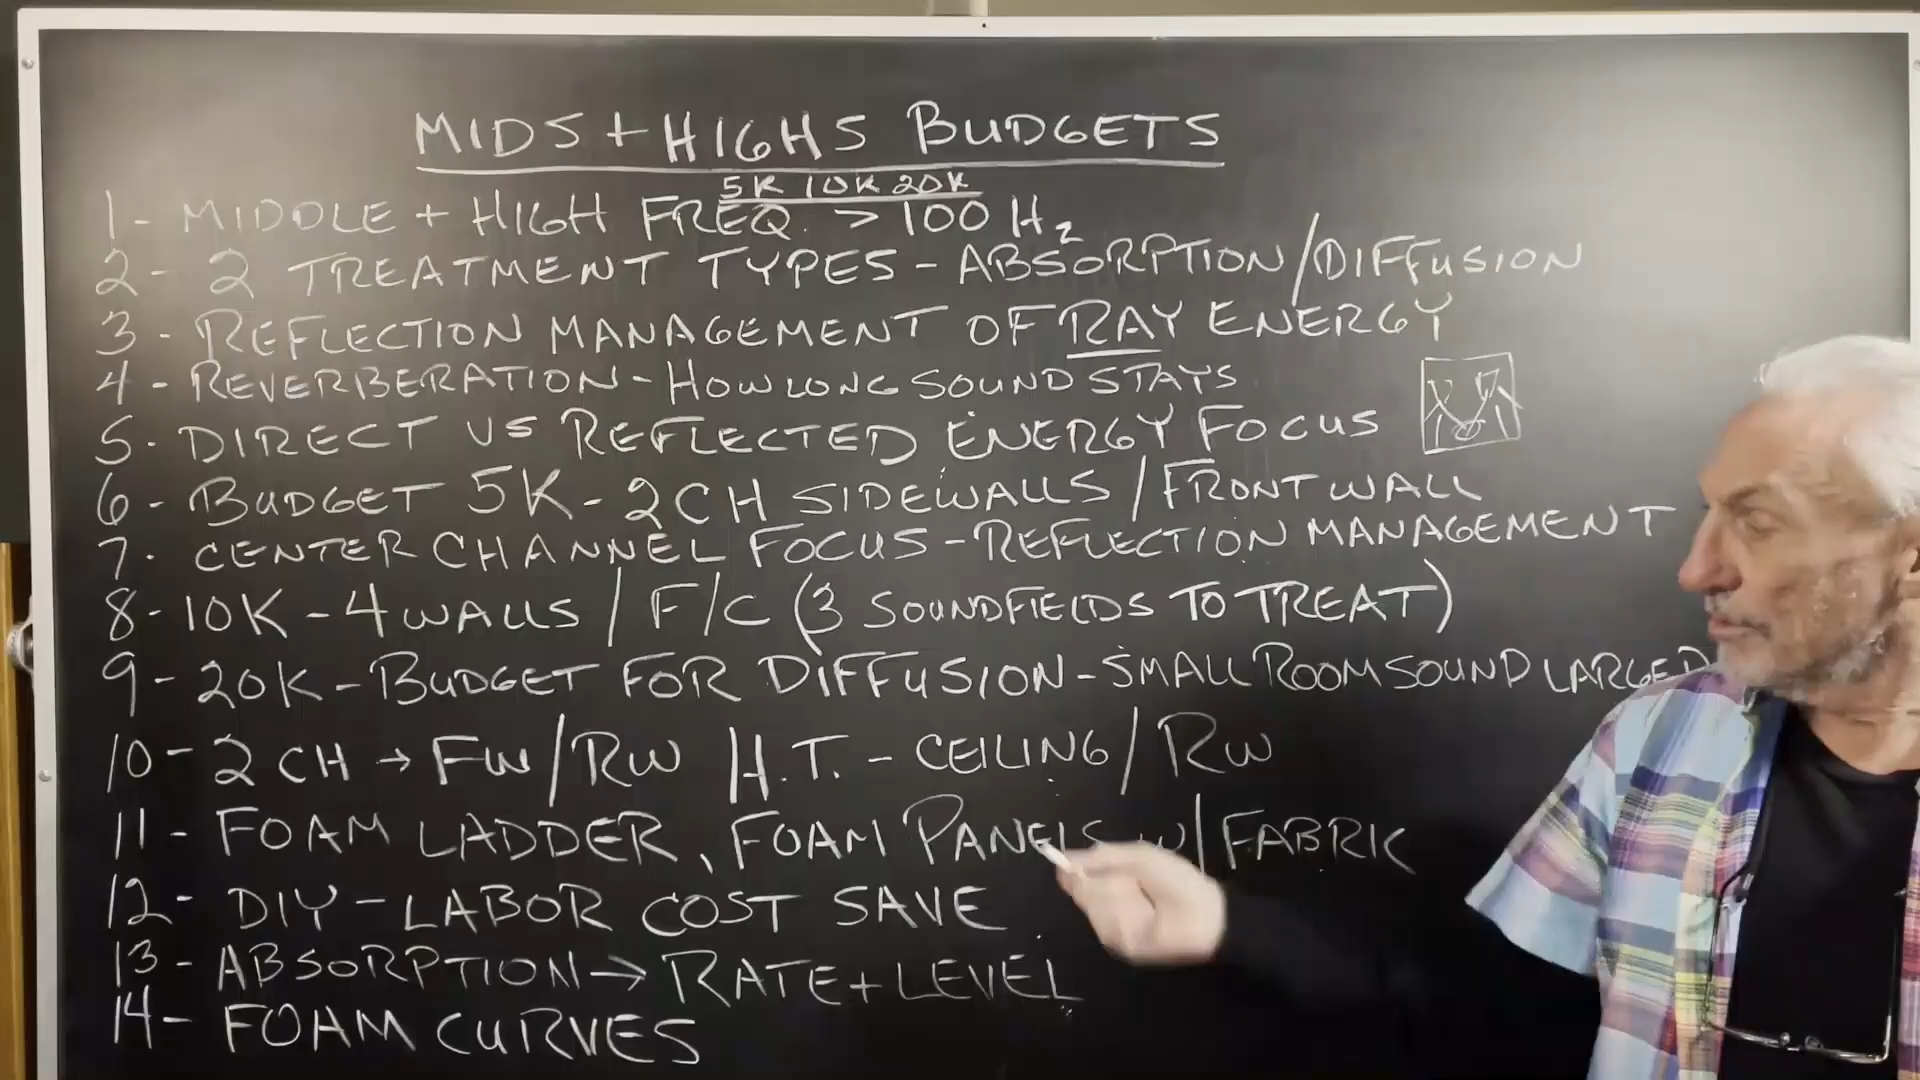 MIDS + HIGHS BUDGETS
5K 10K 20K
1 - MIDDLE + HIGH FREQ. > 100 Hz
2 - 2 TREATMENT TYPES - ABSORPTION/DIFFUSION
3 - REFLECTION MANAGEMENT OF RAY ENERGY
4 - REVERBERATION - HOW LONG SOUND STAYS
5 - DIRECT VS REFLECTED ENERGY FOCUS
6 - BUDGET 5K - 2CH SIDEWALLS / FRONT WALL
7 - CENTER CHANNEL FOCUS - REFLECTION MANAGEMENT
8 - 10K - 4 WALLS / F/C (3 SOUNDFIELDS TO TREAT)
9 - 20K - BUDGET FOR DIFFUSION - SMALL ROOM SOUND LARGER
10 - 2 CH → FW/RW H.T. - CEILING/RW
11 - FOAM LADDER, FOAM PANELS W/FABRIC
12 - DIY - LABOR COST SAVE
13 - ABSORPTION → RATE + LEVEL
14 - FOAM CURVES